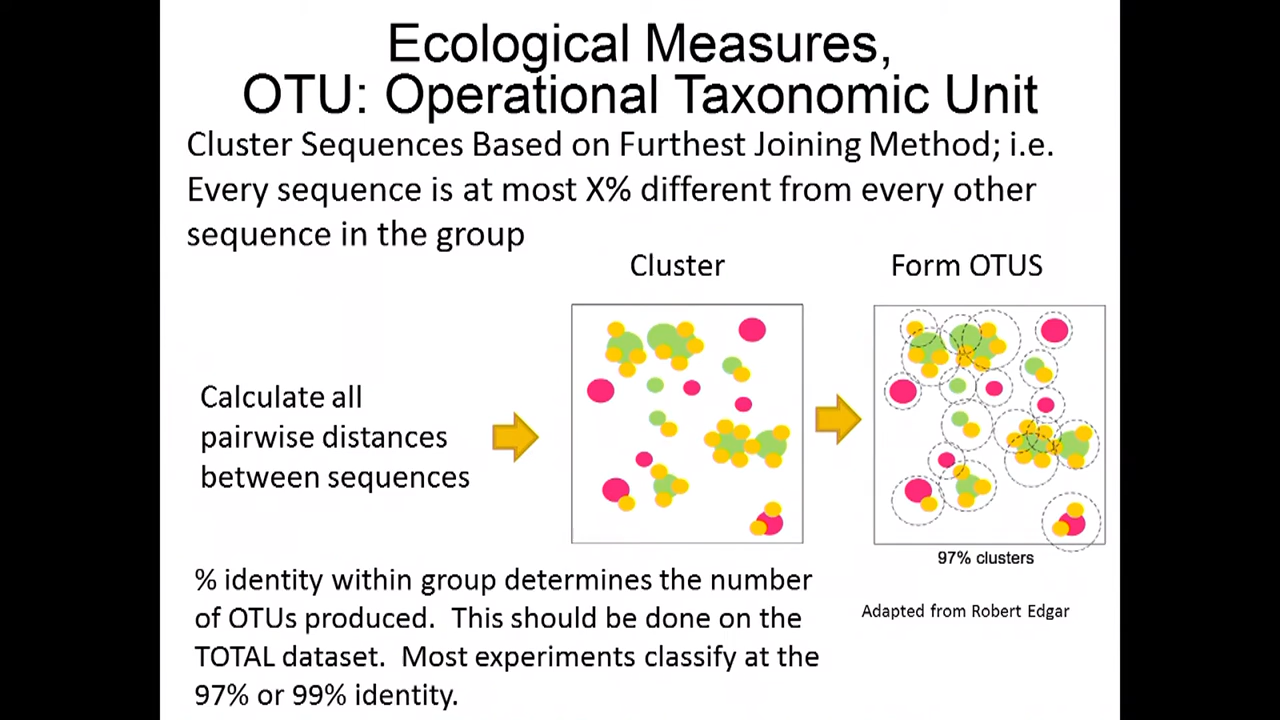 Ecological Measures,
OTU: Operational Taxonomic Unit
Cluster Sequences Based on Furthest Joining Method; i.e.
Every sequence is at most X% different from every other
sequence in the group
Cluster
Form OTUS
Calculate all
pairwise distances
between sequences
97% clusters
% identity within group determines the number
of OTUs produced. This should be done on the
TOTAL dataset. Most experiments classify at the
97% or 99% identity.
Adapted from Robert Edgar